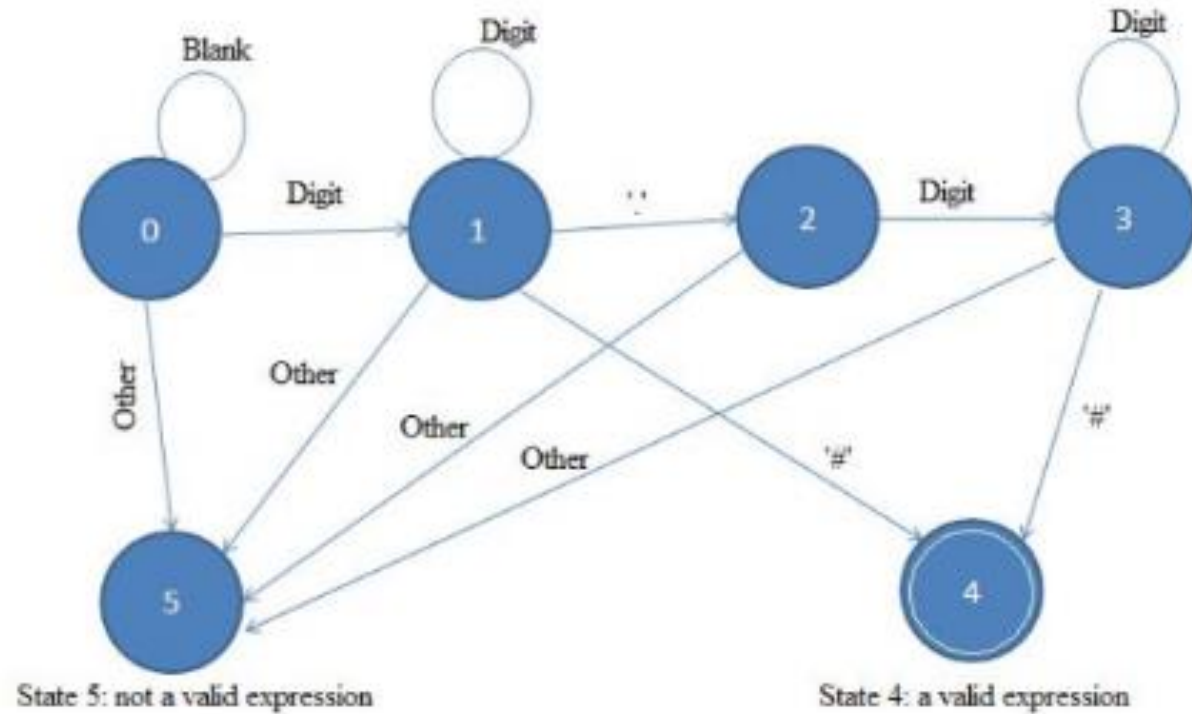 Blank
Digit
Digit
Digit
'.'
Digit
0
1
2
3
Other
Other
Other
Other
'#'
'#'
5
4
State 5: not a valid expression
State 4: a valid expression